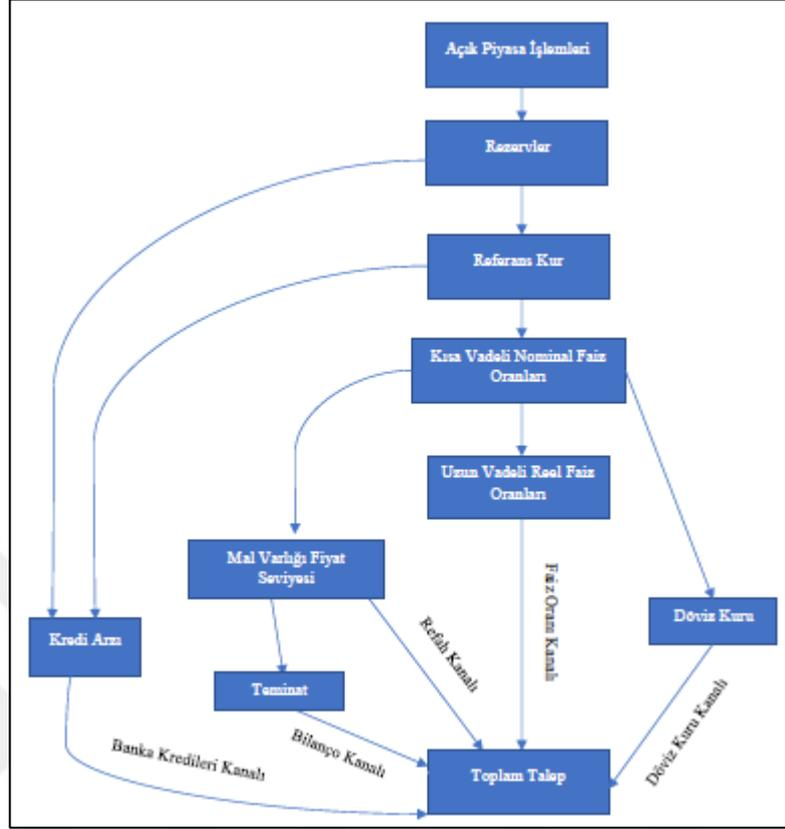 Açık Piyasa İşlemleri
Rezervler
Referans Kur
Kısa Vadeli Nominal Faiz
Oranları
Uzun Vadeli Reel Faiz
Oranları
Mal Varlığı Fiyat
Seviyesi
Faiz Oranı Kanalı
Refah Kanalı
Döviz Kuru
Kredi Arzı
Teminat
Bilanço Kanalı
Döviz Kuru Kanalı
Banka Kredileri Kanalı
Toplam Talep